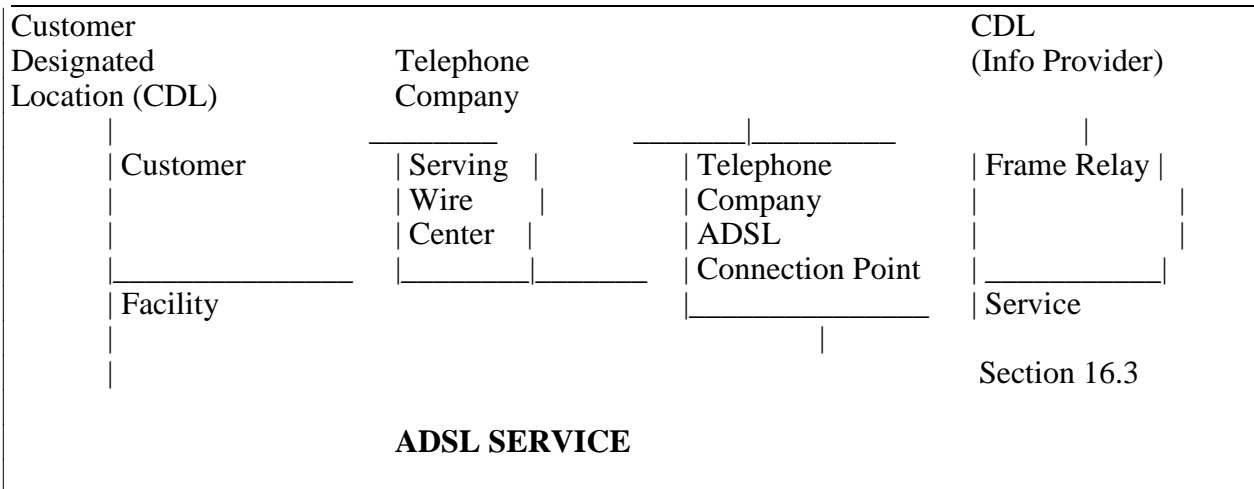 Customer CDL
Designated Telephone (Info Provider)
Location (CDL) Company
Customer Serving Telephone Frame Relay
Wire Company
Center ADSL
Connection Point
Facility Service
Section 16.3
ADSL SERVICE